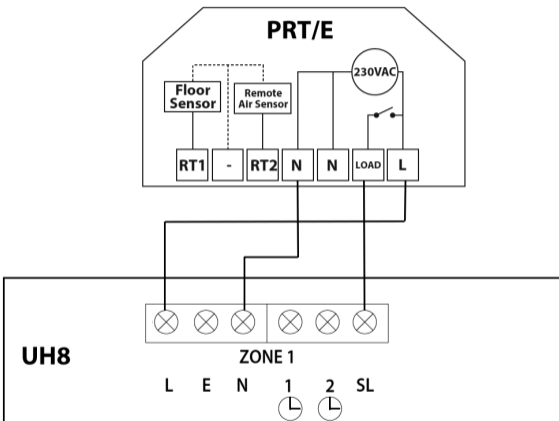 PRT/E
230VAC
Floor
Sensor
Remote
Air Sensor
RT1 - RT2 N N LOAD L
UH8
ZONE 1
L E N 1 2 SL